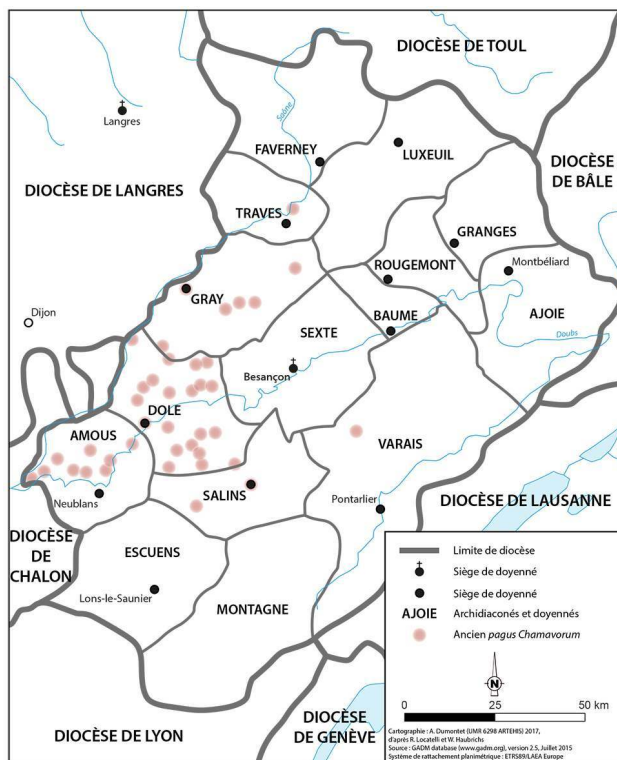 DIOCÈSE DE TOUL
Saône
Langres
FAVERNEY
LUXEUIL
DIOCÈSE
DE BÂLE
DIOCÈSE DE LANGRES
TRAVES
GRANGES
ROUGEMONT
Montbéliard
GRAY
Dijon
SEXTE
BAUME
AJOIE
Doubs
Besançon
DOLE
AMOUS
VARAIS
SALINS
Neublans
Pontarlier
DIOCÈSE DE LAUSANNE
DIOCÈSE
DE
CHALON
ESCUENS
Lons-le-Saunier
MONTAGNE
DIOCÈSE DE LYON
DIOCÈSE
DE GENÈVE
Limite de diocèse
Siège de doyenné
Siège de doyenné
AJOIE Archidiaconés et doyennés
Ancien pagus Chamavorum
N
0 25 50 km
Cartographie : A. Dumontet (UMR 6298 ARTEHIS) 2017,
d'après R. Locatelli et W. Haubrichs
Source : GADM database (www.gadm.org), version 2.5, Juillet 2015
Système de rattachement planimétrique : ETRS89/LAEA Europe